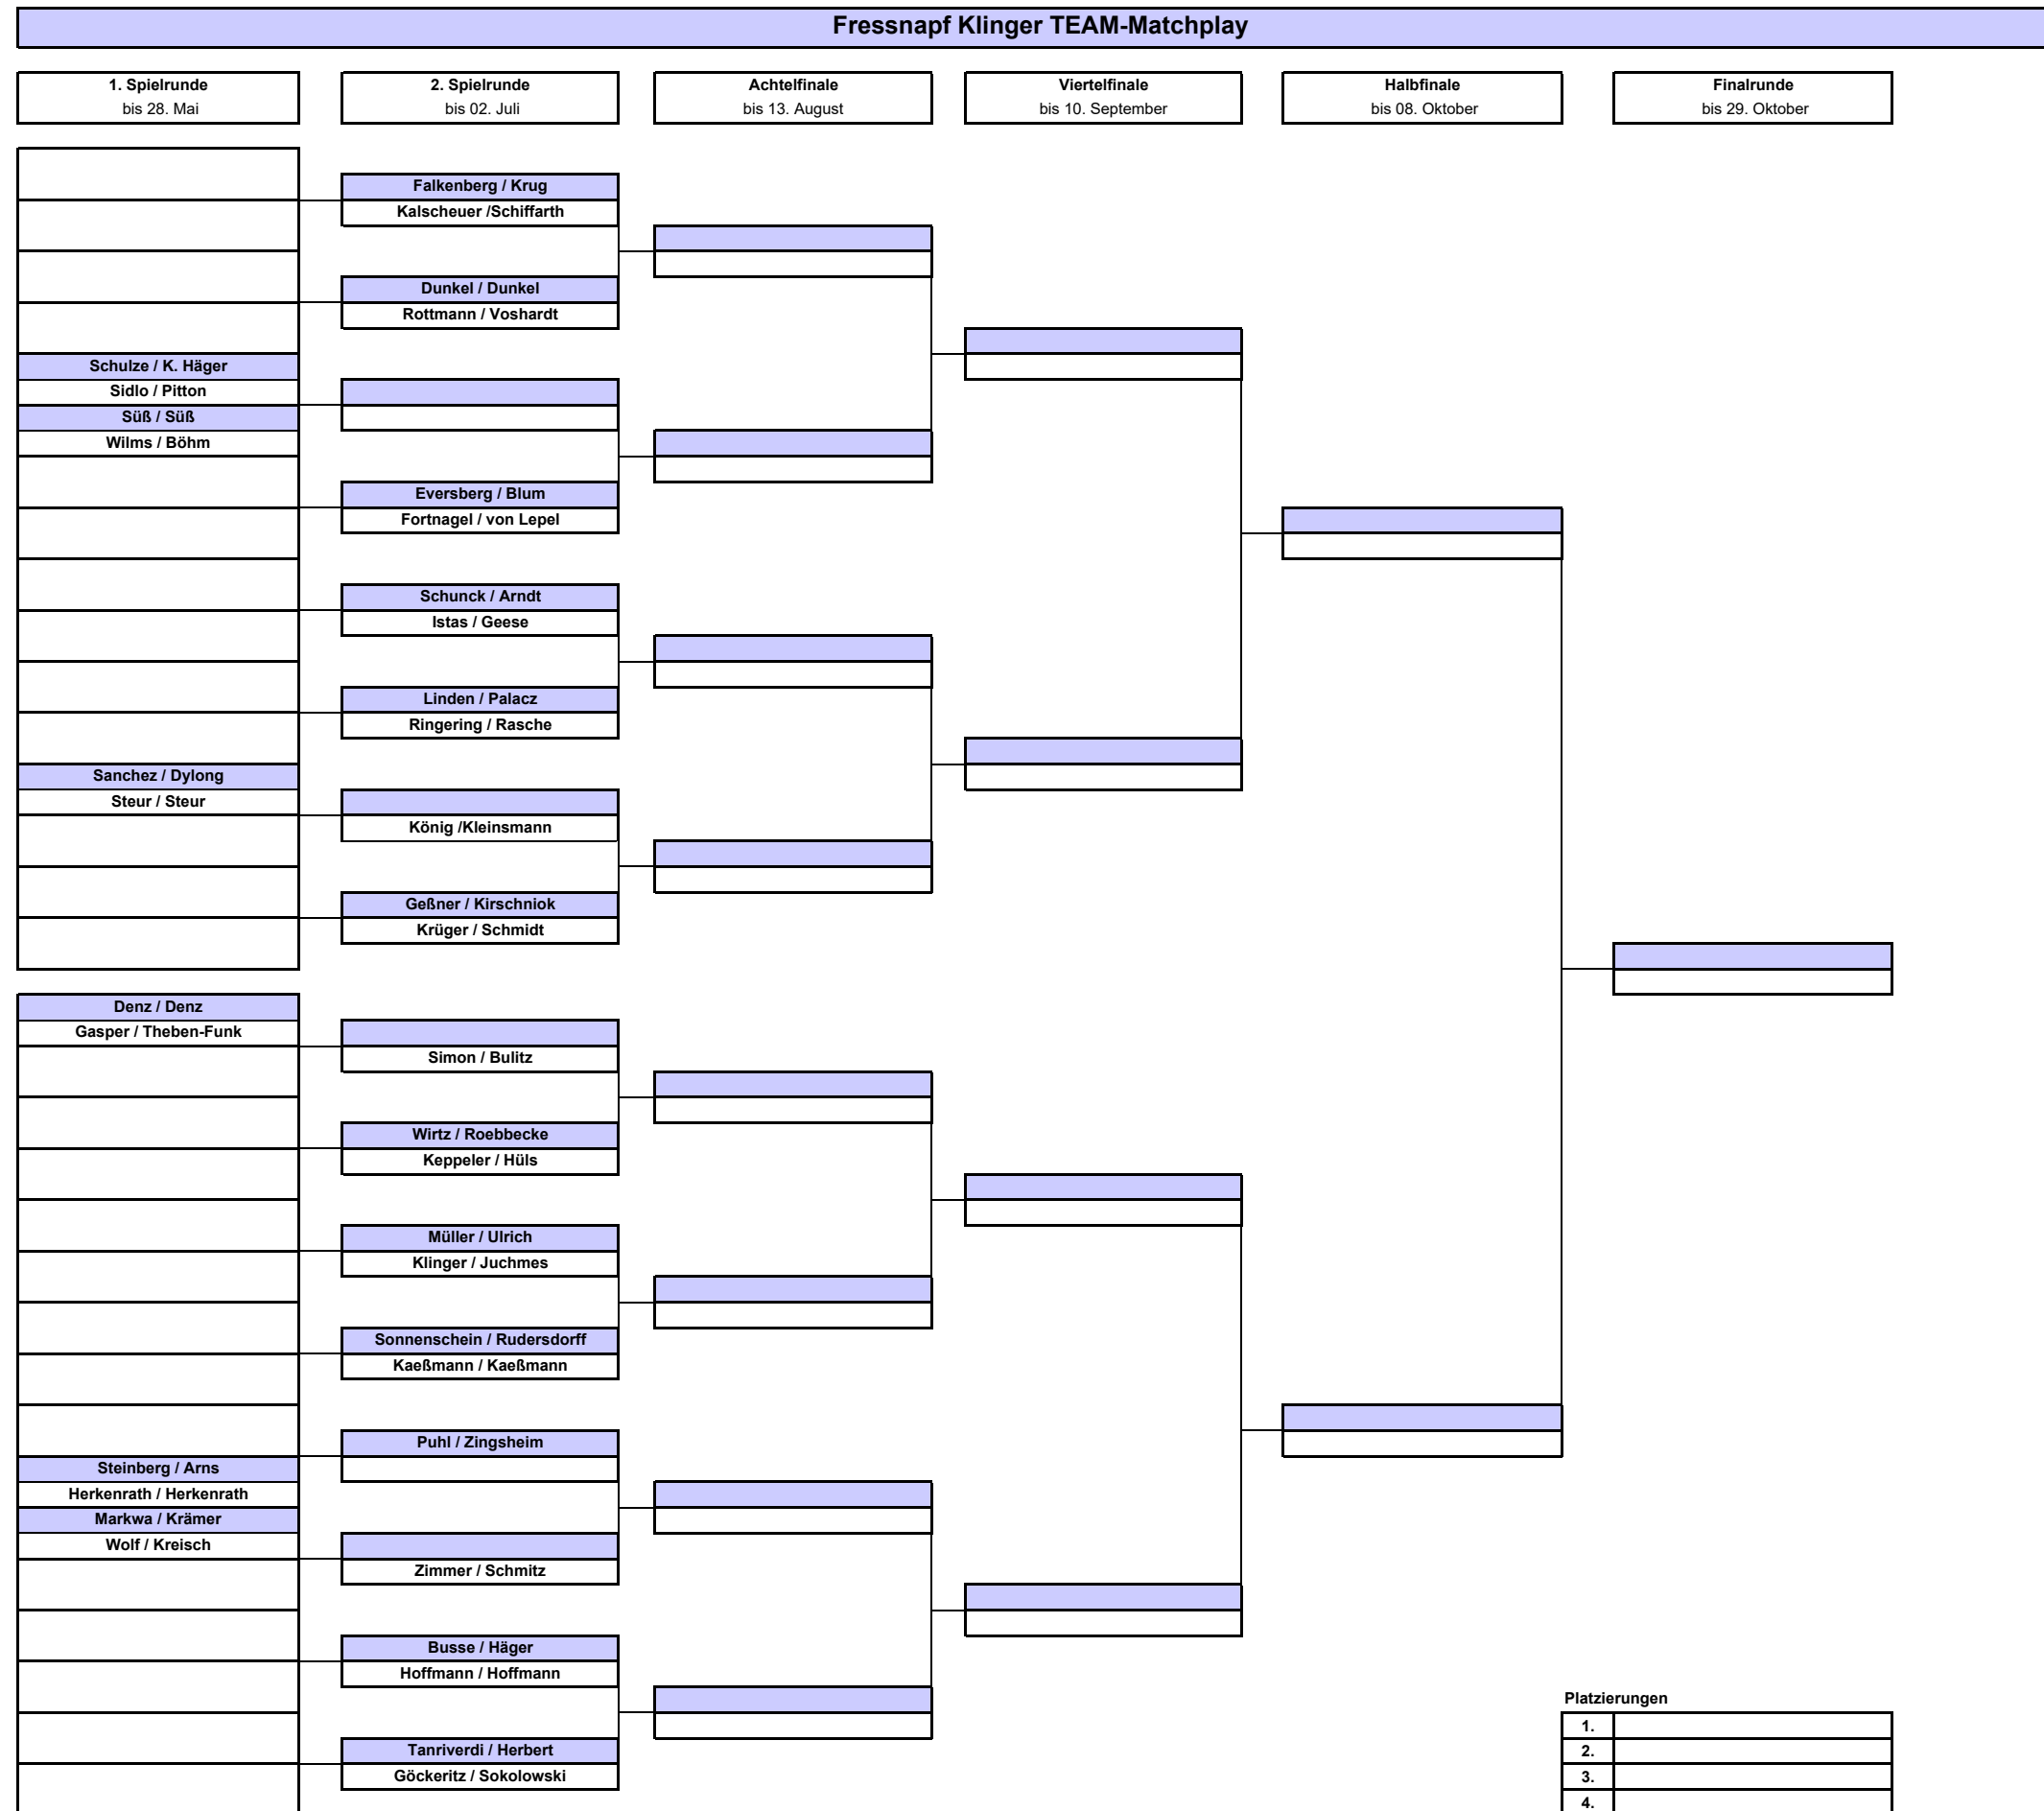 Fressnapf Klinger TEAM-Matchplay
1. Spielrunde
bis 28. Mai
2. Spielrunde
bis 02. Juli
Achtelfinale
bis 13. August
Viertelfinale
bis 10. September
Halbfinale
bis 08. Oktober
Finalrunde
bis 29. Oktober
Schulze / K. Häger
Sidlo / Pitton
Süß / Süß
Wilms / Böhm
Sanchez / Dylong
Steur / Steur
Denz / Denz
Gasper / Theben-Funk
Steinberg / Arns
Herkenrath / Herkenrath
Markwa / Krämer
Wolf / Kreisch
Falkenberg / Krug
Kalscheuer /Schiffarth
Dunkel / Dunkel
Rottmann / Voshardt
Eversberg / Blum
Fortnagel / von Lepel
Schunck / Arndt
Istas / Geese
Linden / Palacz
Ringering / Rasche
König /Kleinsmann
Geßner / Kirschniok
Krüger / Schmidt
Simon / Bulitz
Wirtz / Roebbecke
Keppeler / Hüls
Müller / Ulrich
Klinger / Juchmes
Sonnenschein / Rudersdorff
Kaeßmann / Kaeßmann
Puhl / Zingsheim
Zimmer / Schmitz
Busse / Häger
Hoffmann / Hoffmann
Tanriverdi / Herbert
Göckeritz / Sokolowski
Platzierungen
1.
2.
3.
4.